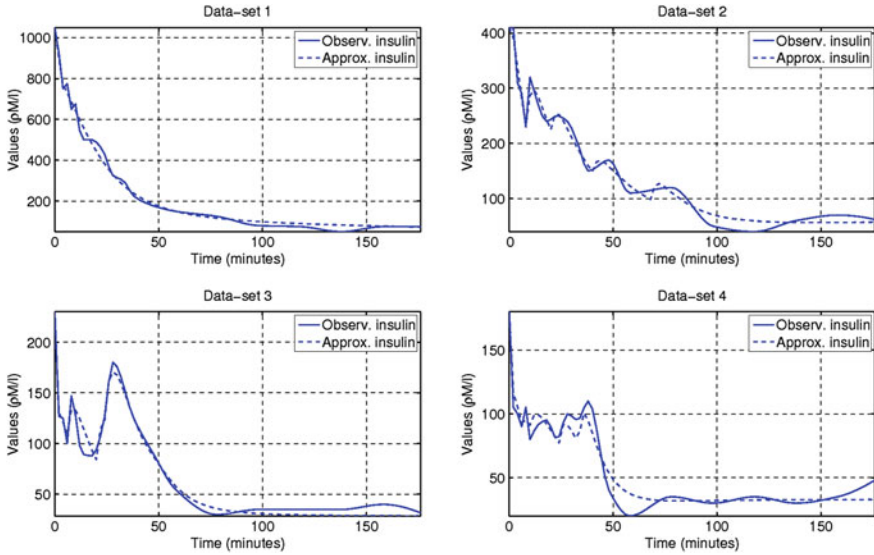 Data-set 1
1000
800
600
400
200
Values (ρM/l)
0
50
100
150
Time (minutes)
Observ. insulin
Approx. insulin
Data-set 2
400
300
200
100
Values (ρM/l)
0
50
100
150
Time (minutes)
Observ. insulin
Approx. insulin
Data-set 3
200
150
100
50
Values (ρM/l)
0
50
100
150
Time (minutes)
Observ. insulin
Approx. insulin
Data-set 4
150
100
50
Values (ρM/l)
0
50
100
150
Time (minutes)
Observ. insulin
Approx. insulin